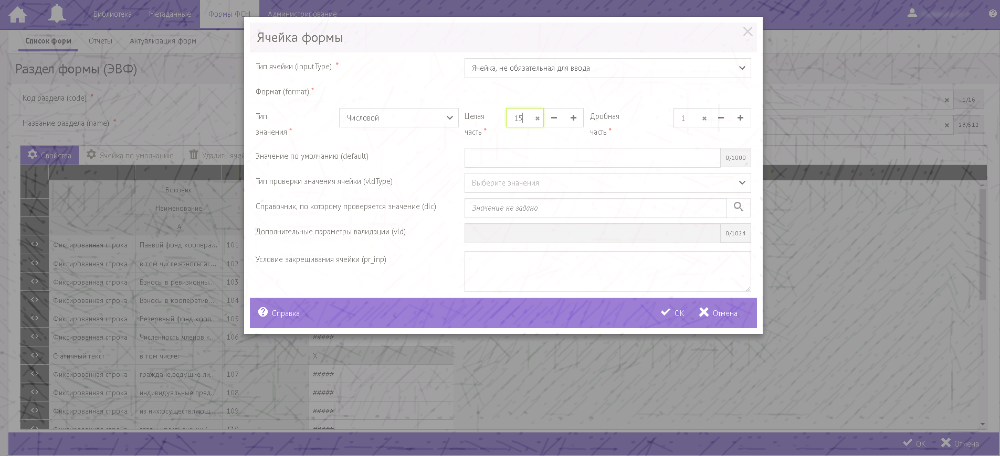 Библиотека Метаданные Формы ФСН Администрирование
Список форм Отчеты Актуализация форм
Раздел формы (ЭВФ)
Код раздела (code) *
1/16
Название раздела (name) *
23/512
Свойства Ячейка по умолчанию Удалить ячей
Боковик
Наименование
А
Фиксированная строка Паевой фонд коопера... 101
Фиксированная строка в том числе:взносы ас... 102
Фиксированная строка Взносы в ревизионны... 103
Фиксированная строка Взносы в кооператив... 104
Фиксированная строка Резервный фонд кооп... 105
Фиксированная строка Численность членов к... 106 #####
Статичный текст в том числе: X
Фиксированная строка граждане,ведущие ли... 107 #####
Фиксированная строка индивидуальные пред... 108 #####
Фиксированная строка из них:осуществляющ... 109 #####
OK Отмена
Ячейка формы
Тип ячейки (inputType) *
Ячейка, не обязательная для ввода
Формат (format) *
Тип значения *
Числовой
Целая часть *
15
Дробная часть *
1
Значение по умолчанию (default)
0/1000
Тип проверки значения ячейки (vldType)
Выберите значения
Справочник, по которому проверяется значение (dic)
Значение не задано
Дополнительные параметры валидации (vld)
0/1024
Условие закрещивания ячейки (pr_inp)
Справка OK Отмена